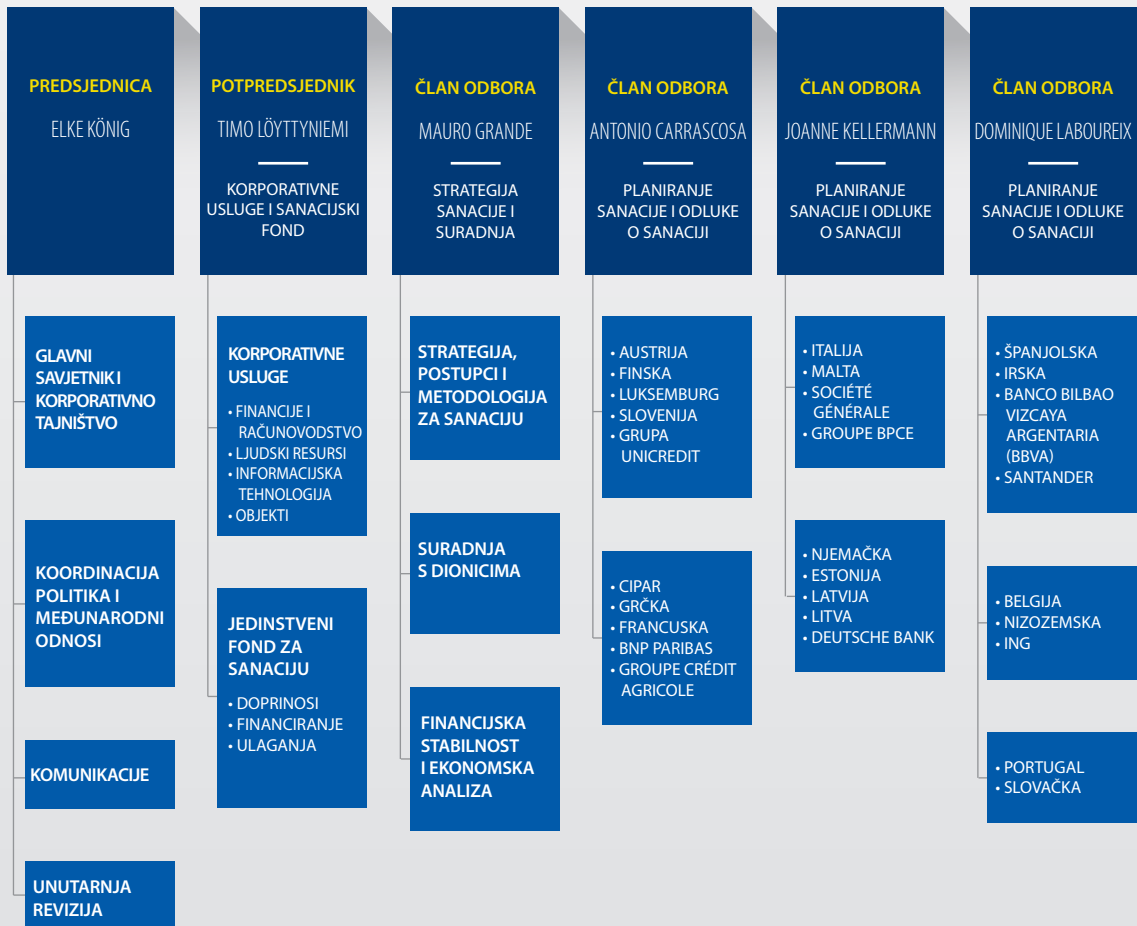 PREDSJEDNICA
ELKE KÖNIG
GLAVNI
SAVJETNIK I
KORPORATIVNO
TAJNIŠTVO
KOORDINACIJA
POLITIKA I
MEĐUNARODNI
ODNOSI
KOMUNIKACIJE
UNUTARNJA
REVIZIJA
POTPREDSJEDNIK
TIMO LÖYTTYNIEMI
KORPORATIVNE
USLUGE I SANACIJSKI
FOND
KORPORATIVNE
USLUGE
• FINANCIJE I
RAČUNOVODSTVO
• LJUDSKI RESURSI
• INFORMACIJSKA
TEHNOLOGIJA
• OBJEKTI
JEDINSTVENI
FOND ZA
SANACIJU
• DOPRINOSI
• FINANCIRANJE
• ULAGANJA
ČLAN ODBORA
MAURO GRANDE
STRATEGIJA
SANACIJE I
SURADNJA
STRATEGIJA,
POSTUPCI I
METODOLOGIJA
ZA SANACIJU
SURADNJA
S DIONICIMA
FINANCIJSKA
STABILNOST
I EKONOMSKA
ANALIZA
ČLAN ODBORA
ANTONIO CARRASCOSA
PLANIRANJE
SANACIJE I ODLUKE
O SANACIJI
• AUSTRIJA
• FINSKA
• LUKSEMBURG
• SLOVENIJA
• GRUPA
UNICREDIT
• CIPAR
• GRČKA
• FRANCUSKA
• BNP PARIBAS
• GROUPE CRÉDIT
AGRICOLE
ČLAN ODBORA
JOANNE KELLERMANN
PLANIRANJE
SANACIJE I ODLUKE
O SANACIJI
• ITALIJA
• MALTA
• SOCIÉTÉ
GÉNÉRALE
• GROUPE BPCE
• NJEMAČKA
• ESTONIJA
• LATVIJA
• LITVA
• DEUTSCHE BANK
ČLAN ODBORA
DOMINIQUE LABOUREIX
PLANIRANJE
SANACIJE I ODLUKE
O SANACIJI
• ŠPANJOLSKA
• IRSKA
• BANCO BILBAO
VIZCAYA
ARGENTARIA
(BBVA)
• SANTANDER
• BELGIJA
• NIZOZEMSKA
• ING
• PORTUGAL
• SLOVAČKA